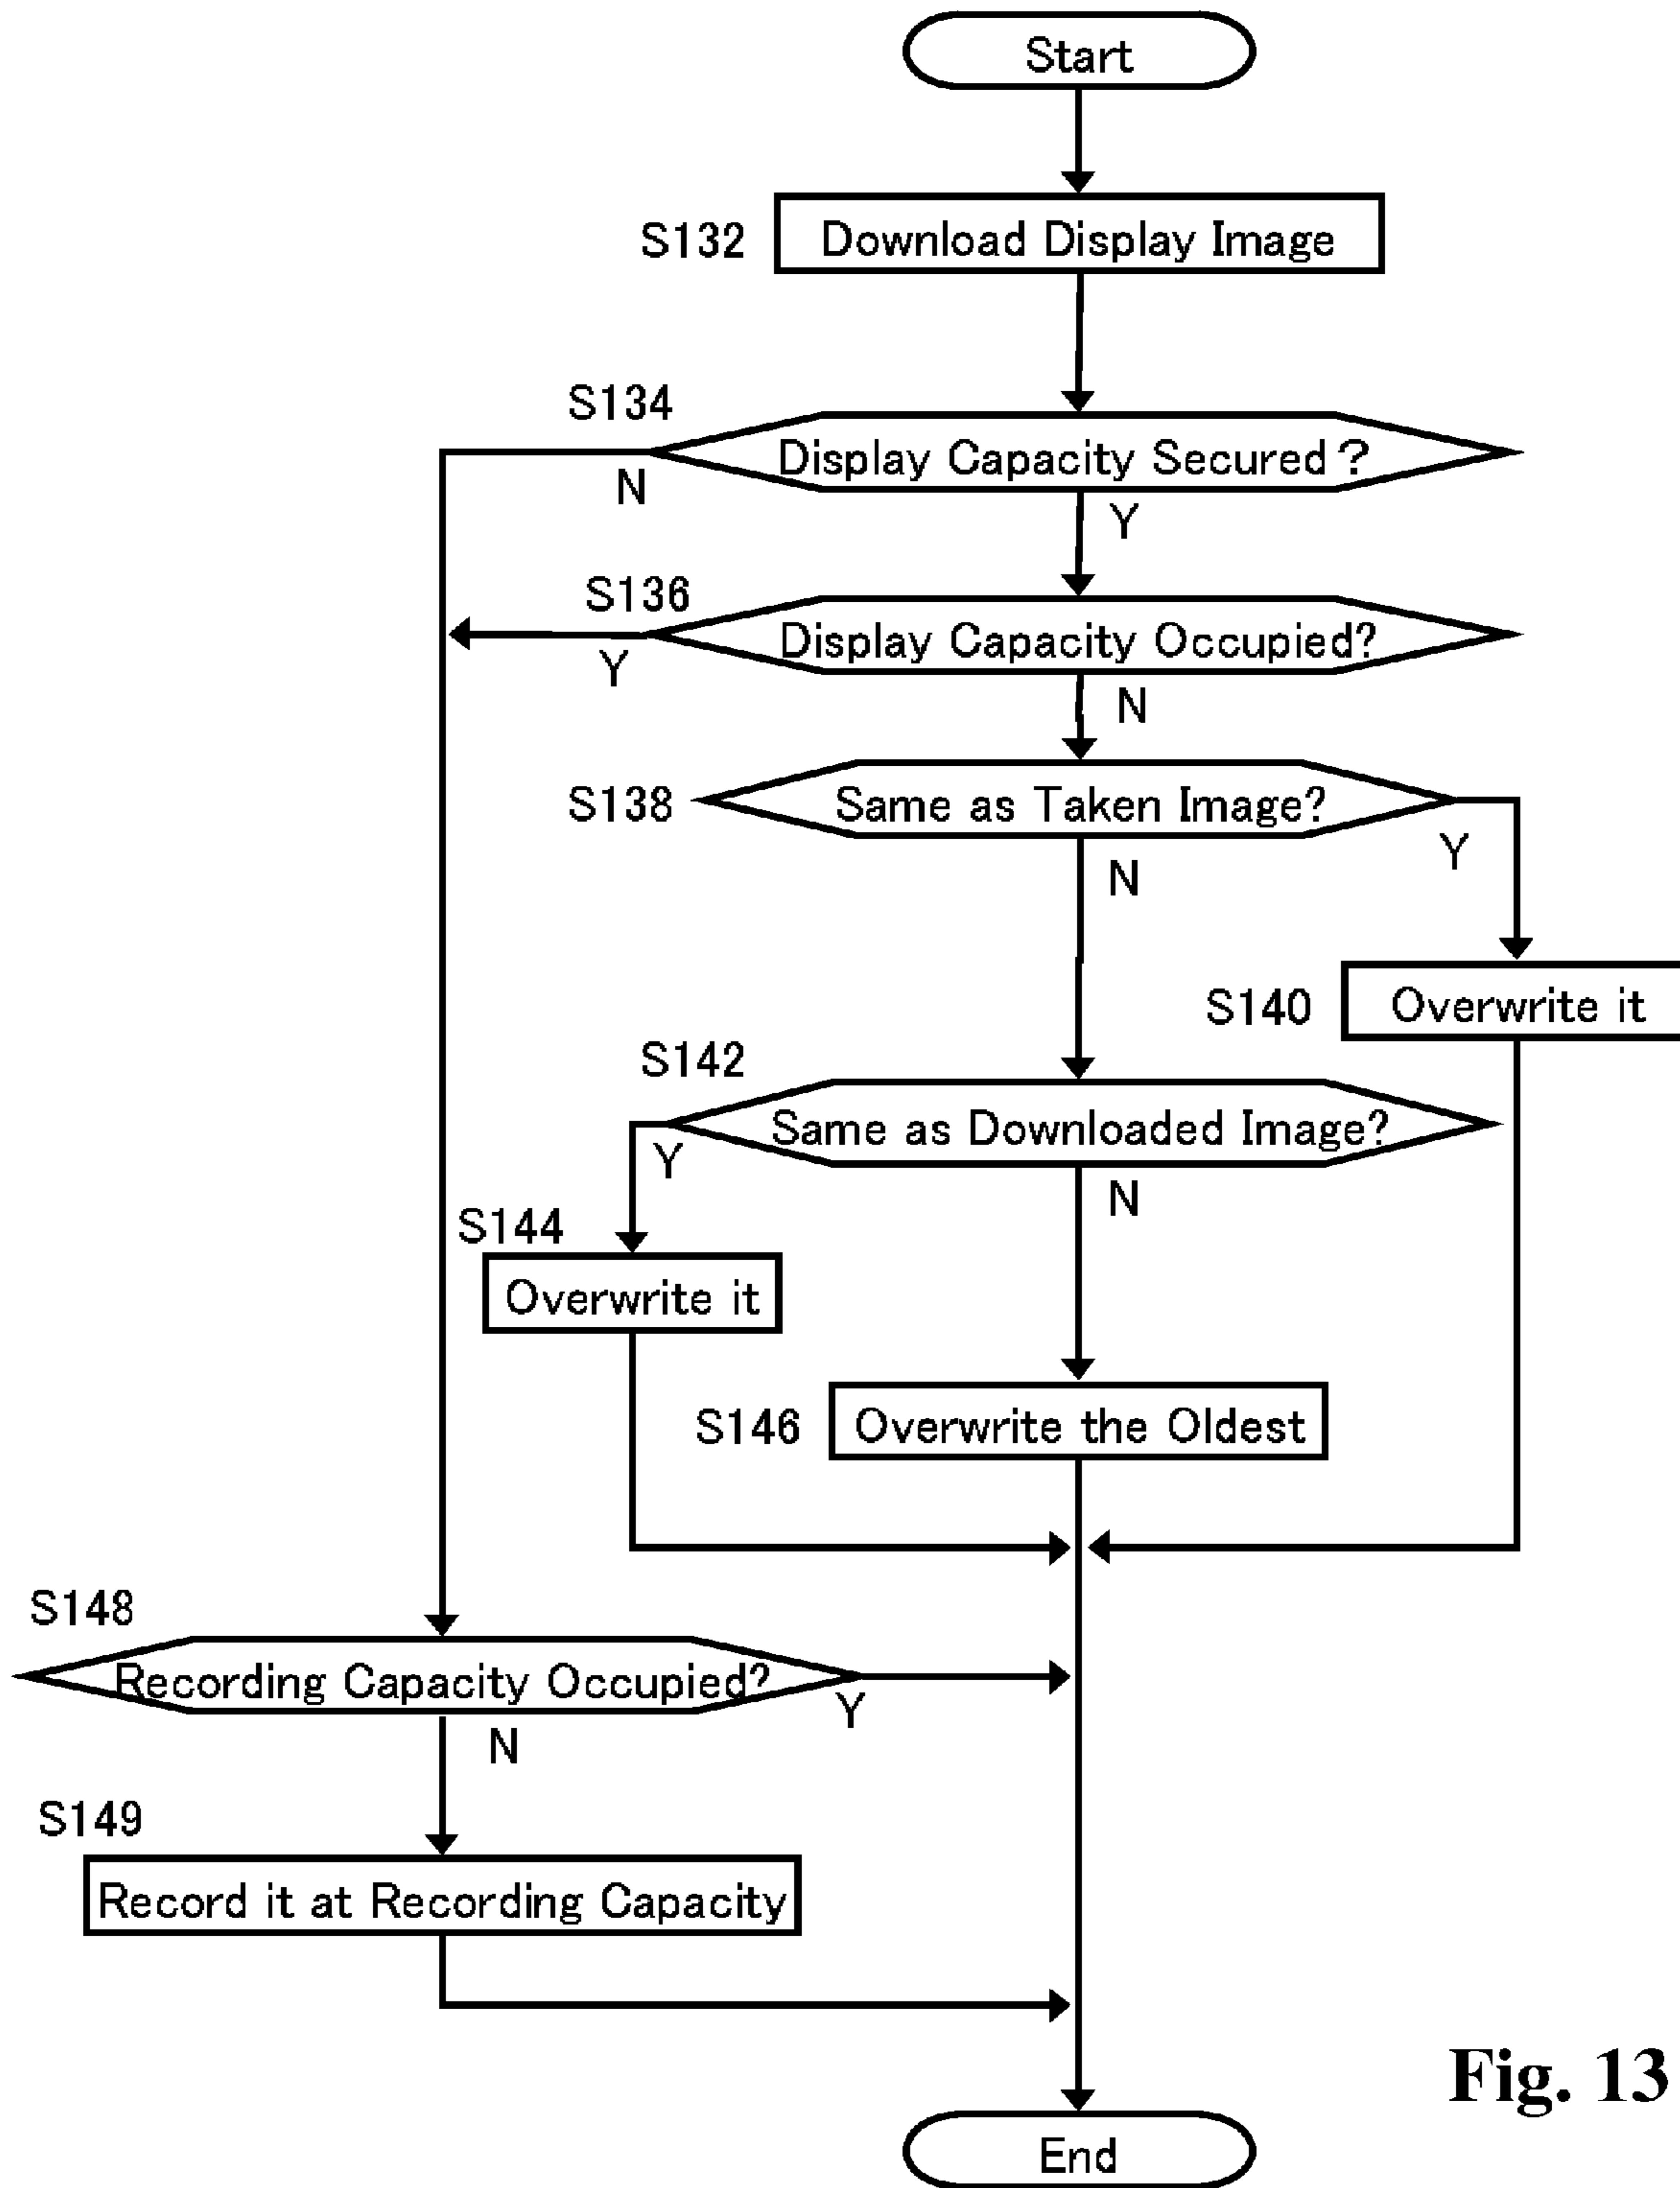 Start
S132
Download Display Image
S134
Display Capacity Secured?
N
Y
S136
Display Capacity Occupied?
Y
N
S138
Same as Taken Image?
Y
N
S140
Overwrite it
S142
Same as Downloaded Image?
Y
N
S144
Overwrite it
S146
Overwrite the Oldest
S148
Recording Capacity Occupied?
Y
N
S149
Record it at Recording Capacity
Fig. 13
End